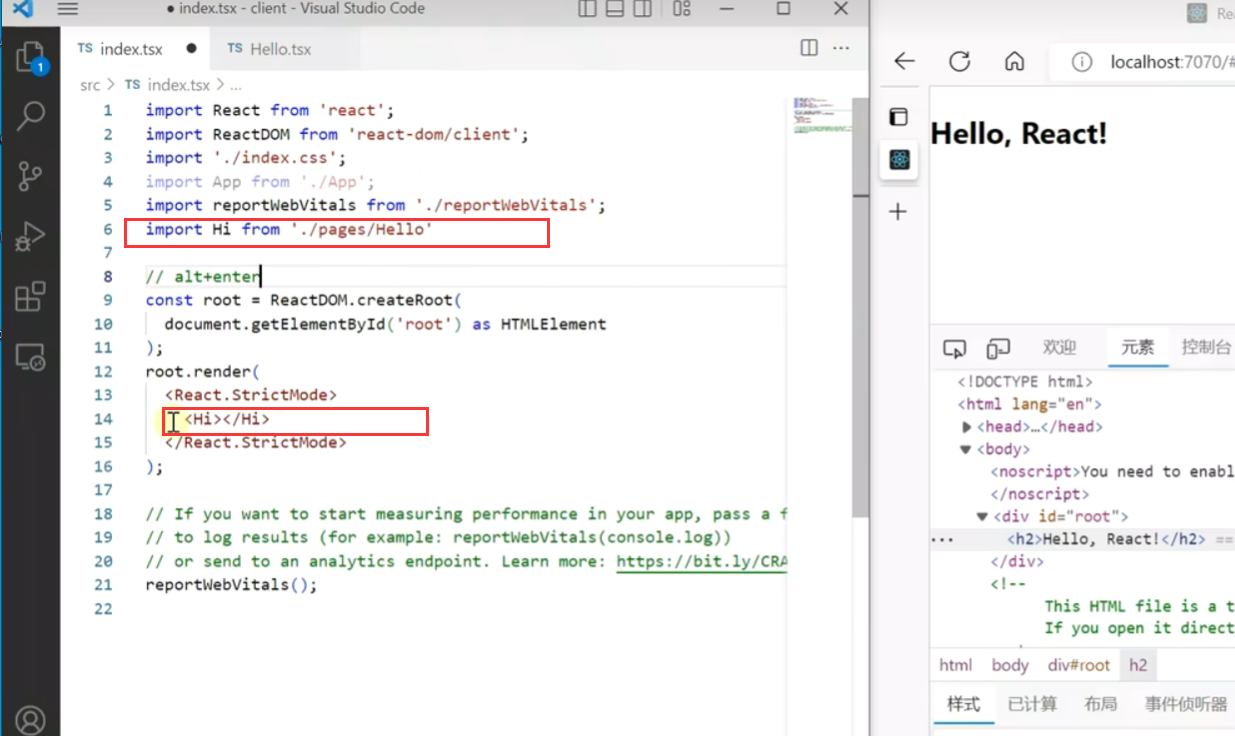 ● index.tsx - client - Visual Studio Code
TS index.tsx ●
TS Hello.tsx
src > TS index.tsx > ...
1 import React from 'react';
2 import ReactDOM from 'react-dom/client';
3 import './index.css';
4 import App from './App';
5 import reportWebVitals from './reportWebVitals';
6 import Hi from './pages/Hello'
7
8 // alt+enter
9 const root = ReactDOM.createRoot(
10 document.getElementById('root') as HTMLElement
11 );
12 root.render(
13 <React.StrictMode>
14 <Hi></Hi>
15 </React.StrictMode>
16 );
17
18 // If you want to start measuring performance in your app, pass a f
19 // to log results (for example: reportWebVitals(console.log))
20 // or send to an analytics endpoint. Learn more: https://bit.ly/CRA
21 reportWebVitals();
22
1
Rea
localhost:7070/#
Hello, React!
欢迎 元素 控制台
<!DOCTYPE html>
<html lang="en">
▶<head>…</head>
▼<body>
<noscript>You need to enabl
</noscript>
▼<div id="root">
··· <h2>Hello, React!</h2> ==
</div>
<!--
This HTML file is a t
If you open it direct
html body div#root h2
样式 已计算 布局 事件侦听器